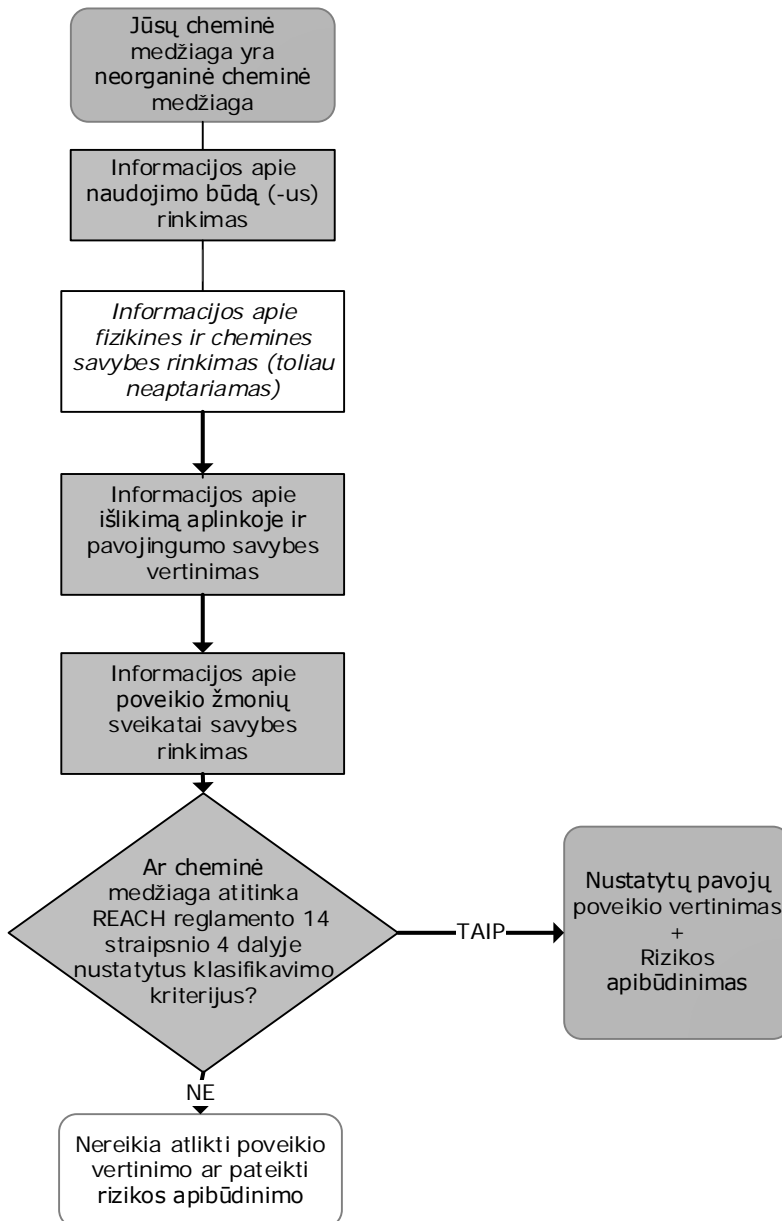 Jūsų cheminė
medžiaga yra
neorganinė cheminė
medžiaga
Informacijos apie
naudojimo būdą (-us)
rinkimas
Informacijos apie
fizikines ir chemines
savybes rinkimas (toliau
neaptariamas)
Informacijos apie
išlikimą aplinkoje ir
pavojingumo savybes
vertinimas
Informacijos apie
poveikio žmonių
sveikatai savybes
rinkimas
Ar cheminė
medžiaga atitinka
REACH reglamento 14
straipsnio 4 dalyje
nustatytus klasifikavimo
kriterijus?
TAIP
Nustatytų pavojų
poveikio vertinimas
+
Rizikos
apibūdinimas
NE
Nereikia atlikti poveikio
vertinimo ar pateikti
rizikos apibūdinimo